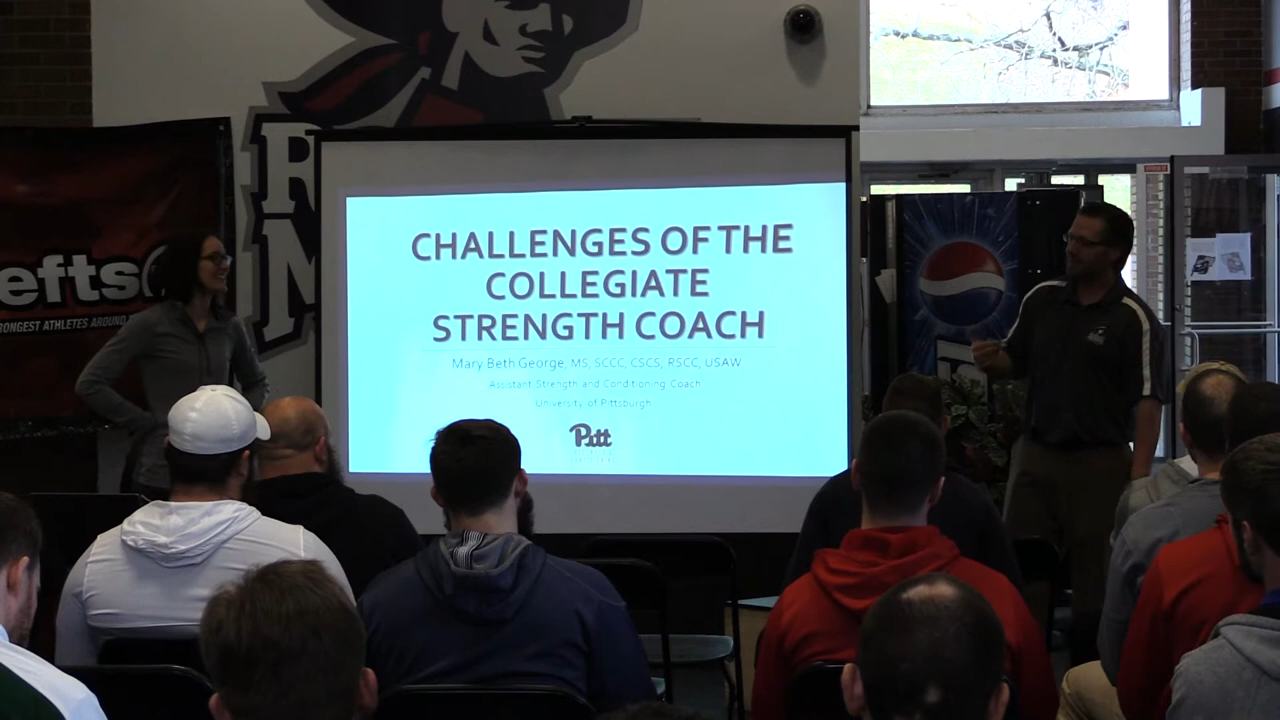 R
M
efts
RONGEST ATHLETES AROUND
CHALLENGES OF THE
COLLEGIATE
STRENGTH COACH
Mary Beth George, MS, SCCC, CSCS, RSCC, USAW
Assistant Strength and Conditioning Coach
University of Pittsburgh
Pitt